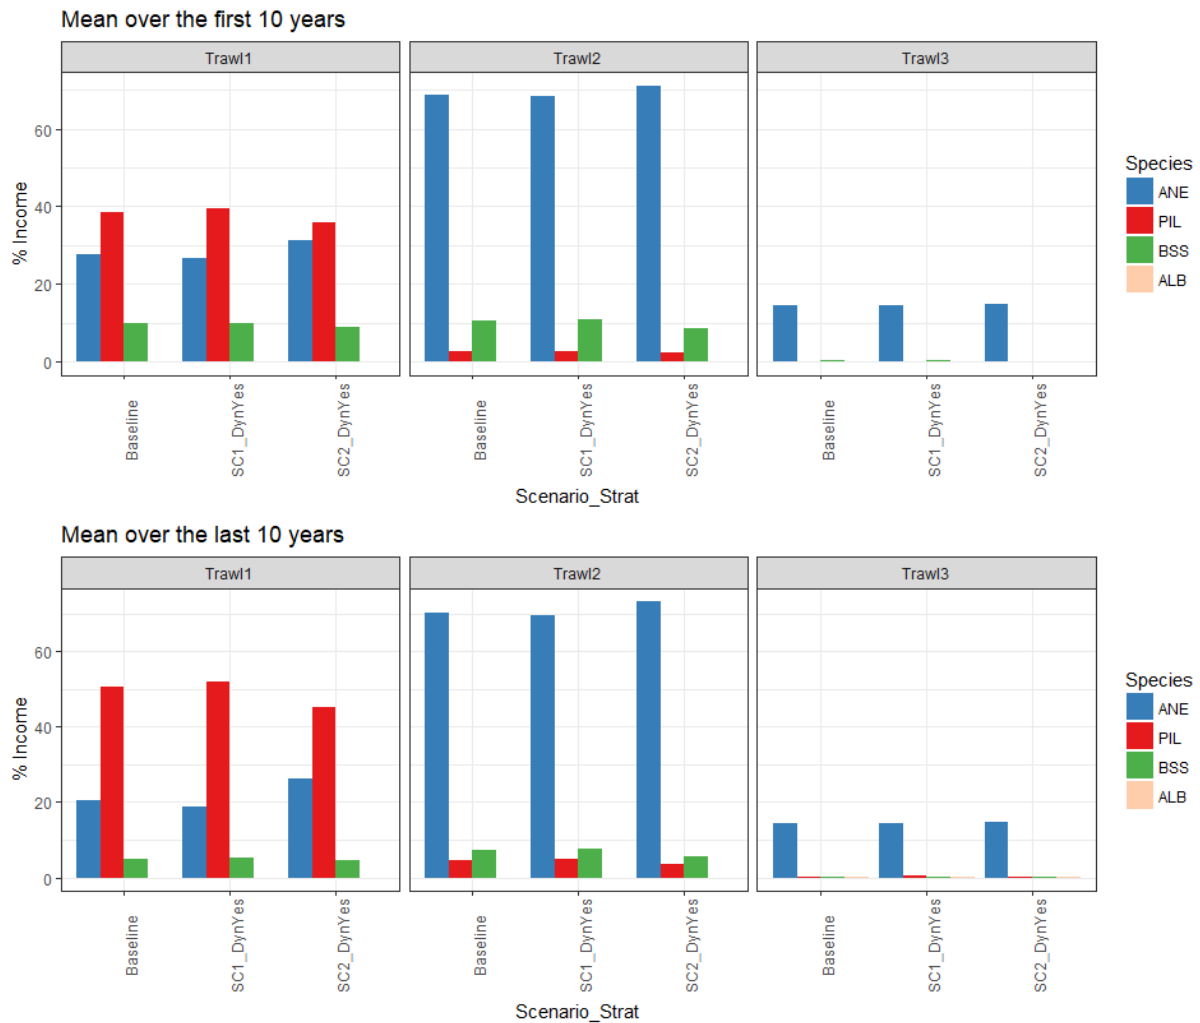 Mean over the first 10 years
Trawl1 Trawl2 Trawl3
% Income
60
40
20
0
Baseline SC1_DynYes SC2_DynYes Baseline SC1_DynYes SC2_DynYes Baseline SC1_DynYes SC2_DynYes
Scenario_Strat
Species
ANE
PIL
BSS
ALB
Mean over the last 10 years
Trawl1 Trawl2 Trawl3
% Income
60
40
20
0
Baseline SC1_DynYes SC2_DynYes Baseline SC1_DynYes SC2_DynYes Baseline SC1_DynYes SC2_DynYes
Scenario_Strat
Species
ANE
PIL
BSS
ALB